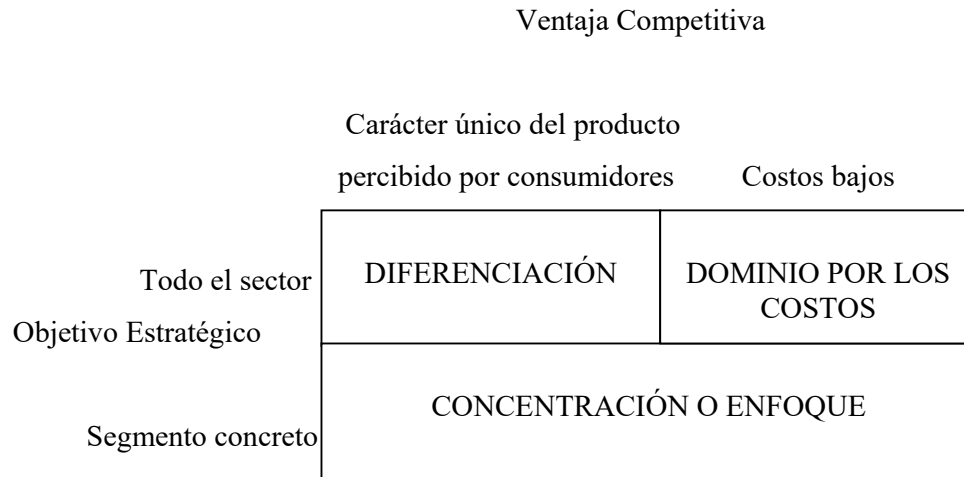 Ventaja Competitiva
Carácter único del producto
percibido por consumidores
Costos bajos
Todo el sector
DIFERENCIACIÓN
DOMINIO POR LOS
COSTOS
Objetivo Estratégico
CONCENTRACIÓN O ENFOQUE
Segmento concreto